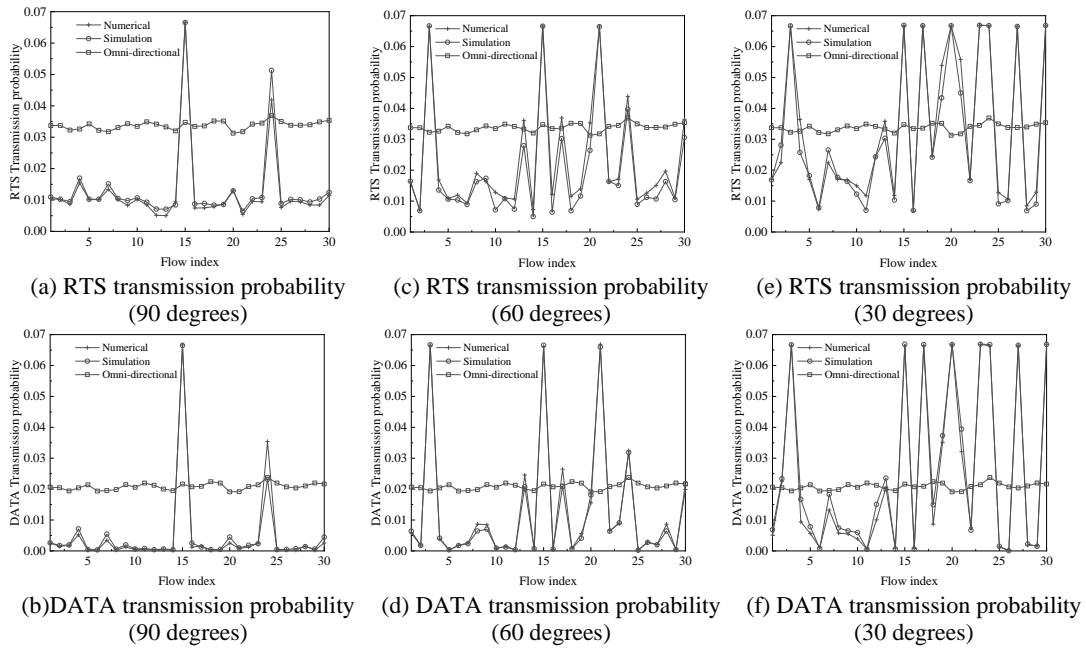 0.07
0.06
0.05
0.04
0.03
0.02
0.01
0.00
RTS Transmission probability
Numerical
Simulation
Omni-directional
5
10
15
20
25
30
Flow index
(a) RTS transmission probability
(90 degrees)
0.07
0.06
0.05
0.04
0.03
0.02
0.01
0.00
RTS Transmission probability
Numerical
Simulation
Omni-directional
5
10
15
20
25
30
Flow index
(c) RTS transmission probability
(60 degrees)
0.07
0.06
0.05
0.04
0.03
0.02
0.01
0.00
RTS Transmission probability
Numerical
Simulation
Omni-directional
5
10
15
20
25
30
Flow index
(e) RTS transmission probability
(30 degrees)
0.07
0.06
0.05
0.04
0.03
0.02
0.01
0.00
DATA Transmission probability
Numerical
Simulation
Omni-directional
5
10
15
20
25
30
Flow index
(b)DATA transmission probability
(90 degrees)
0.07
0.06
0.05
0.04
0.03
0.02
0.01
0.00
DATA Transmission probability
Numerical
Simulation
Omni-directional
5
10
15
20
25
30
Flow index
(d) DATA transmission probability
(60 degrees)
0.07
0.06
0.05
0.04
0.03
0.02
0.01
0.00
DATA Transmission probability
Numerical
Simulation
Omni-directional
5
10
15
20
25
30
Flow index
(f) DATA transmission probability
(30 degrees)